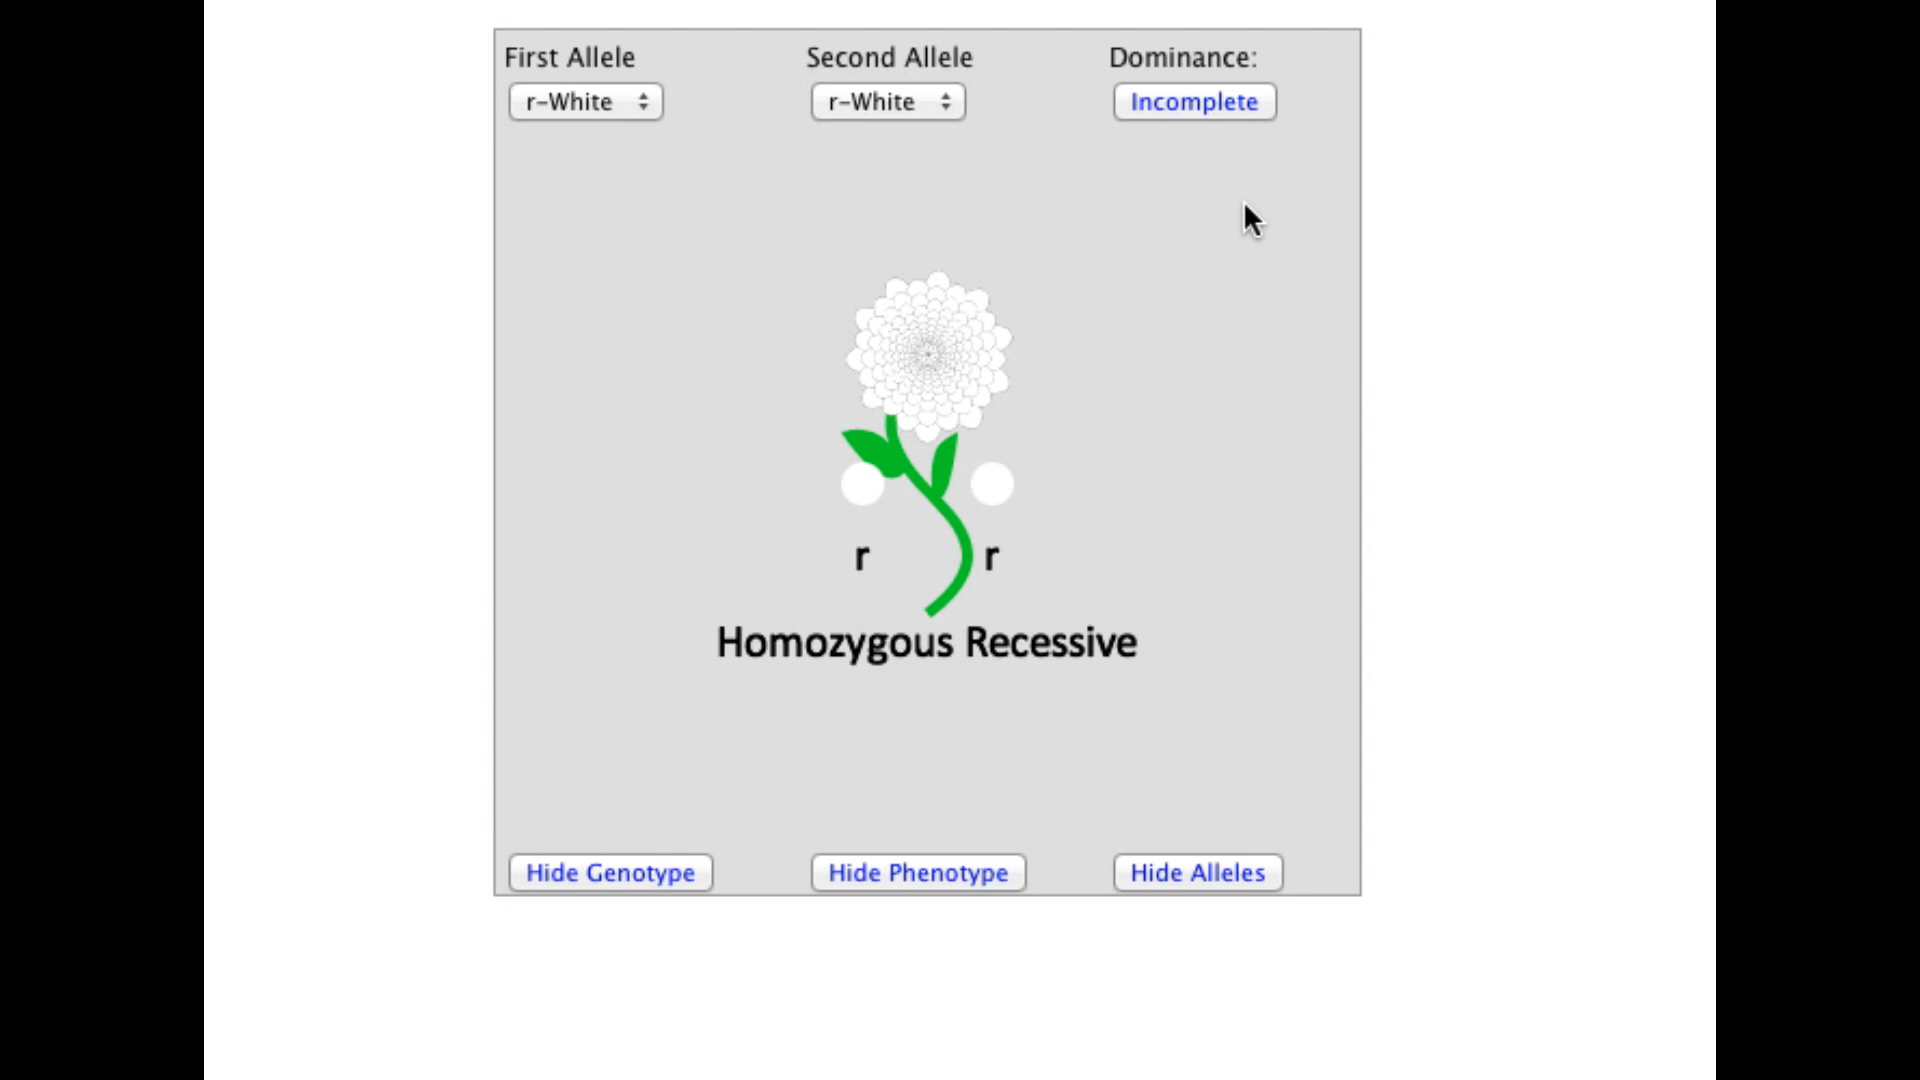 First Allele
Second Allele
Dominance:
r-White
r-White
Incomplete
r
r
Homozygous Recessive
Hide Genotype
Hide Phenotype
Hide Alleles